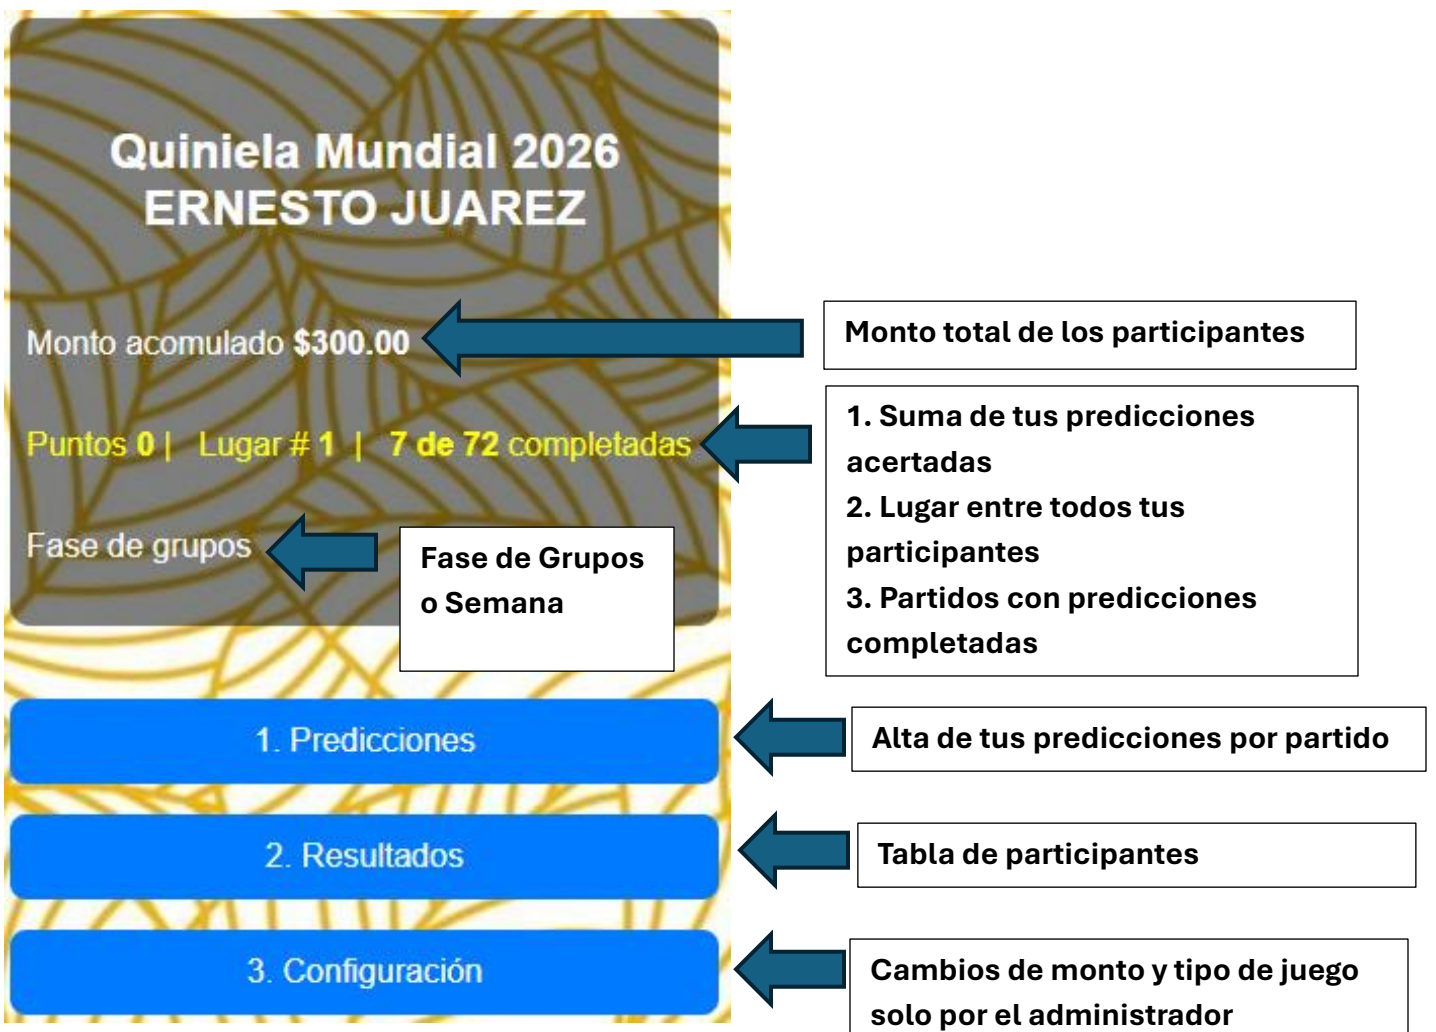 Quiniela Mundial 2026
ERNESTO JUAREZ
Monto acomulado $300.00
Monto total de los participantes
Puntos 0 | Lugar # 1 | 7 de 72 completadas
1. Suma de tus predicciones
acertadas
2. Lugar entre todos tus
participantes
3. Partidos con predicciones
completadas
Fase de grupos
Fase de Grupos
o Semana
1. Predicciones
Alta de tus predicciones por partido
2. Resultados
Tabla de participantes
3. Configuración
Cambios de monto y tipo de juego
solo por el administrador